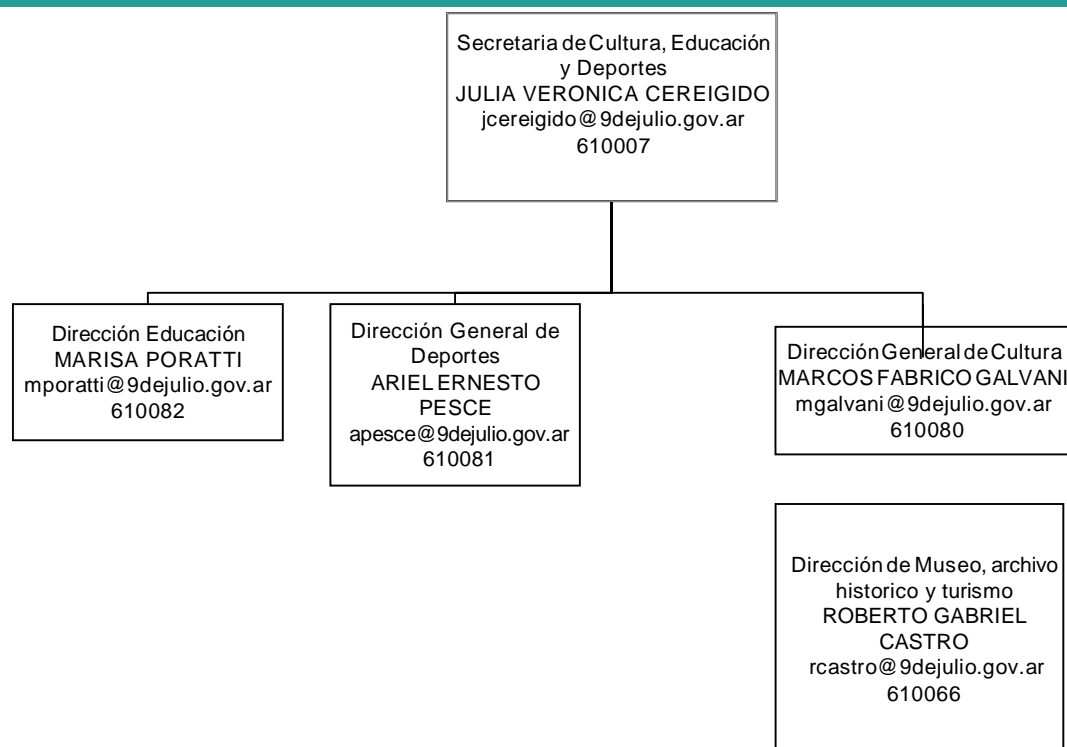 Secretaria de Cultura, Educación
y Deportes
JULIA VERONICA CEREIGIDO
jcereigido@9dejulio.gov.ar
610007
Dirección Educación
MARISA PORATTI
mporatti@9dejulio.gov.ar
610082
Dirección General de
Deportes
ARIEL ERNESTO
PESCE
apesce@9dejulio.gov.ar
610081
Dirección General de Cultura
MARCOS FABRICO GALVANI
mgalvani@9dejulio.gov.ar
610080
Dirección de Museo, archivo
historico y turismo
ROBERTO GABRIEL
CASTRO
rcastro@9dejulio.gov.ar
610066